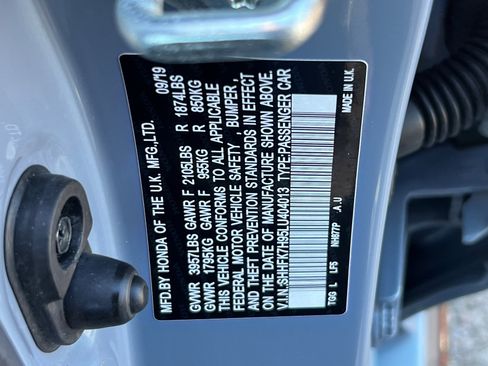 MFD.BY HONDA OF THE U.K. MFG.,LTD. 09/19
GVWR 3957LBS GAWR F 2105LBS R 1874LBS
GVWR 1795KG GAWR F 955KG R 850KG
THIS VEHICLE CONFORMS TO ALL APPLICABLE
FEDERAL MOTOR VEHICLE SAFETY , BUMPER ,
AND THEFT PREVENTION STANDARDS IN EFFECT
ON THE DATE OF MANUFACTURE SHOWN ABOVE.
V.I.N.:SHHFK7H95LU404013 TYPE:PASSENGER CAR
TGG L LF5 NH877P .A.U MADE IN U.K.